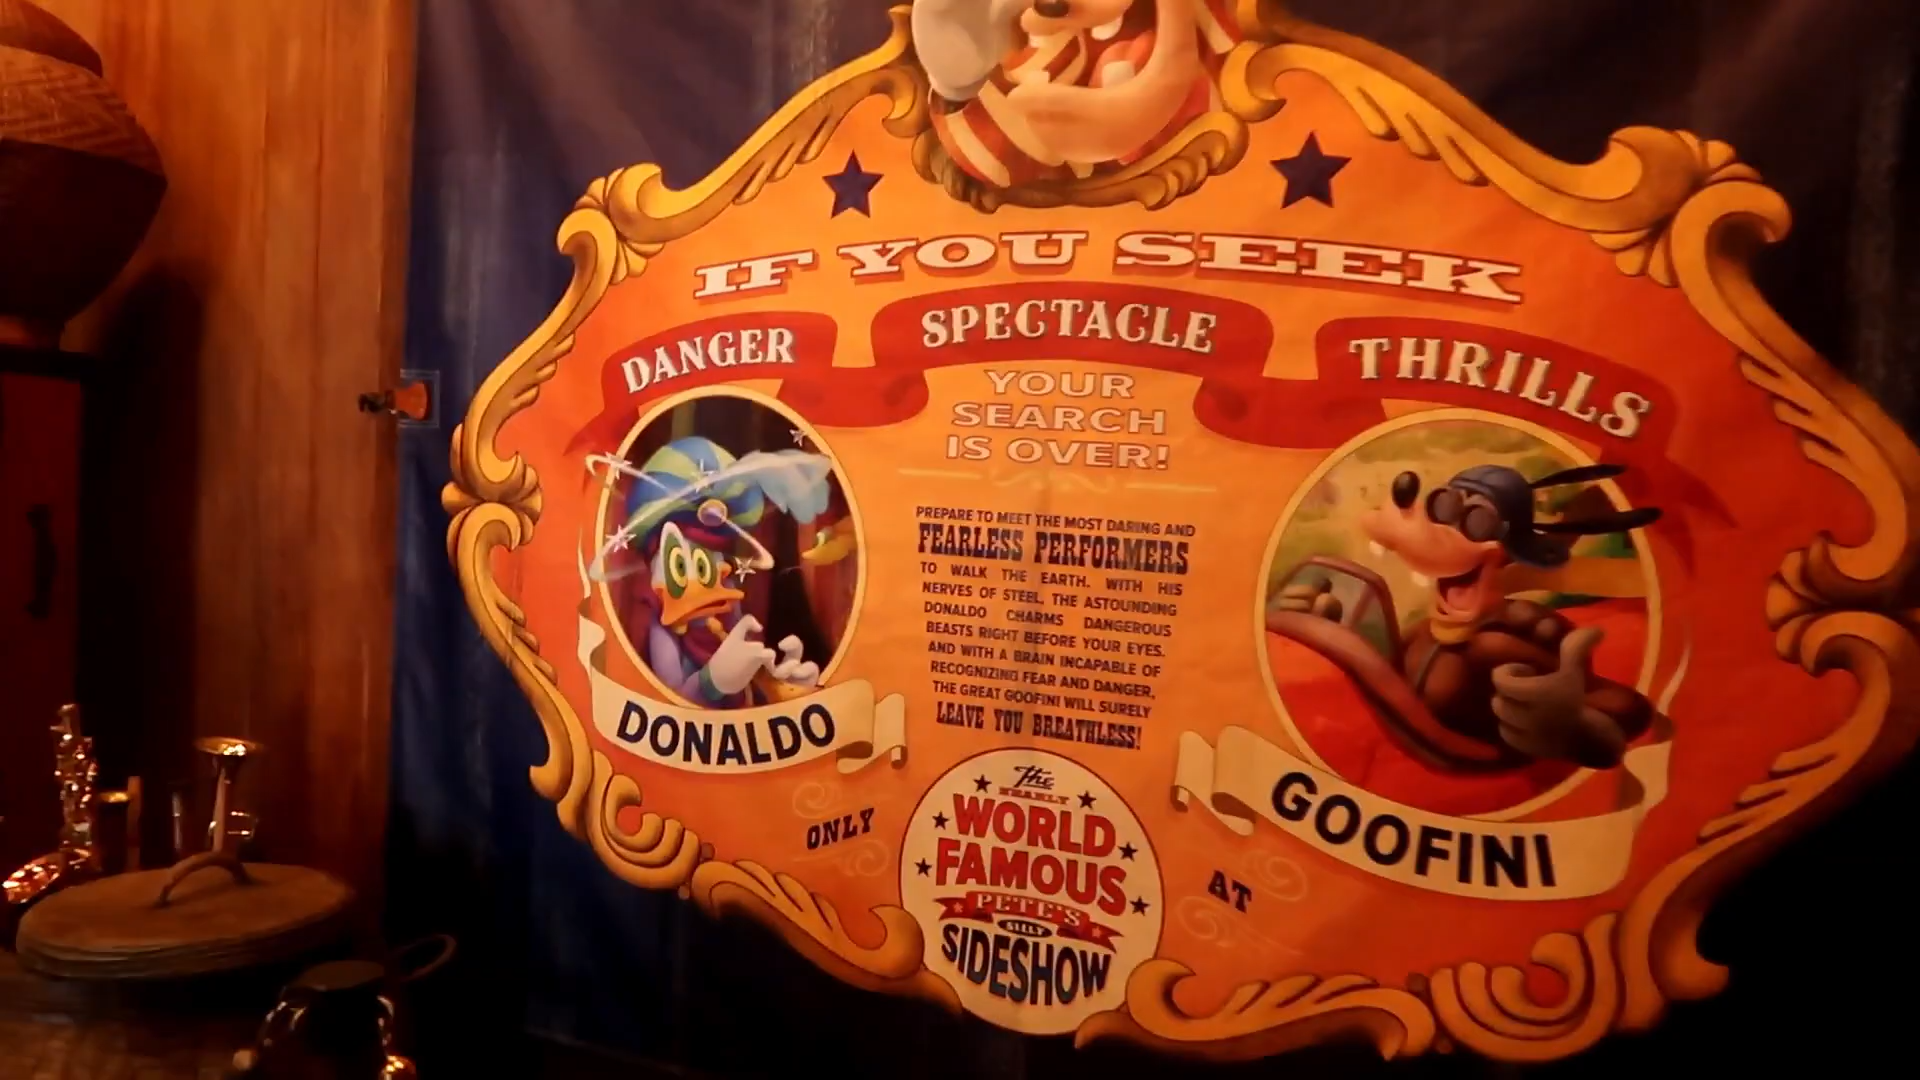 IF YOU SEEK
DANGER SPECTACLE THRILLS
YOUR
SEARCH
IS OVER!
PREPARE TO MEET THE MOST DARING AND
FEARLESS PERFORMERS
TO WALK THE EARTH. WITH HIS
NERVES OF STEEL, THE ASTOUNDING
DONALDO CHARMS DANGEROUS
BEASTS RIGHT BEFORE YOUR EYES.
AND WITH A BRAIN INCAPABLE OF
RECOGNIZING FEAR AND DANGER,
THE GREAT GOOFINI WILL SURELY
LEAVE YOU BREATHLESS!
DONALDO
GOOFINI
ONLY
AT
The
NEARLY
WORLD
FAMOUS
PETE'S
SILLY
SIDESHOW